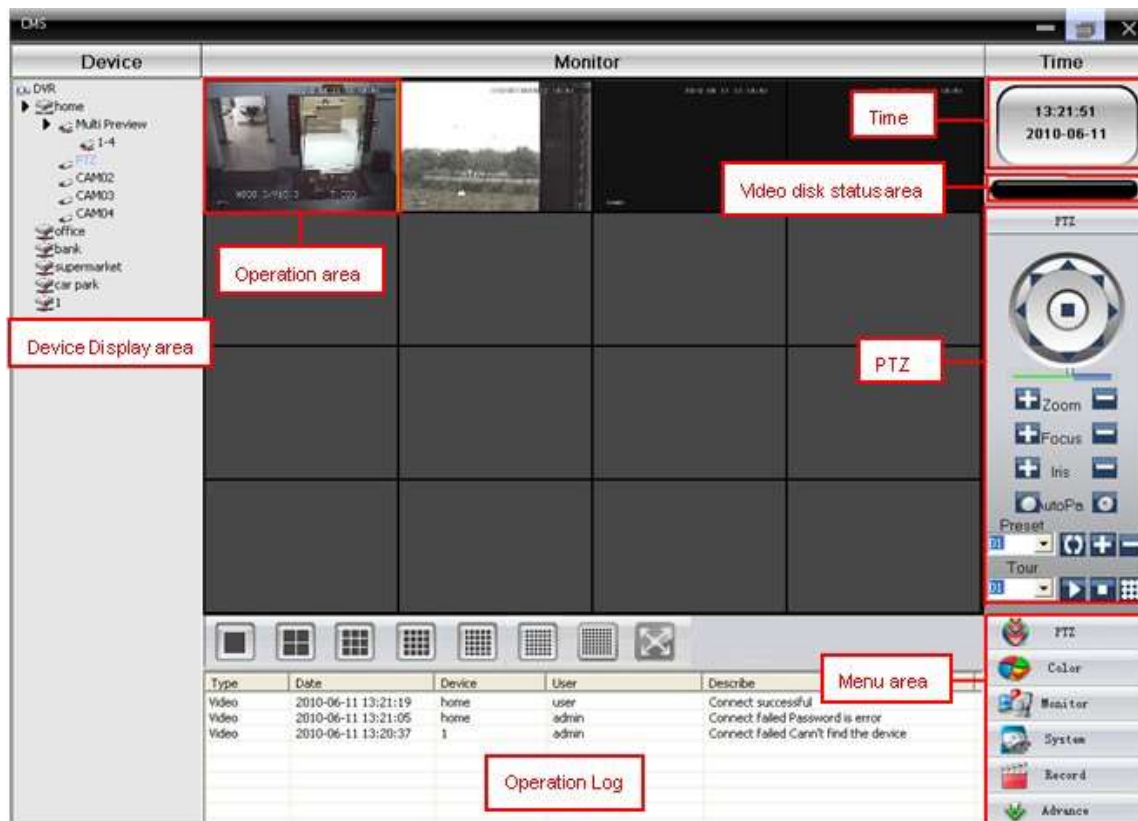 CMS
Device
Monitor
Time
DVR
home
Multi Preview
1-4
PTZ
CAM02
CAM03
CAM04
office
bank
supermarket
car park
1
Device Display area
Operation area
Time
13:21:51
2010-06-11
Video disk status area
PTZ
PTZ
Zoom
Focus
Iris
AutoPa
Preset
01
Tour
01
Type Date Device User Describe
Video 2010-06-11 13:21:19 home user Connect successful
Video 2010-06-11 13:21:05 home admin Connect failed Password is error
Video 2010-06-11 13:20:37 1 admin Connect failed Cann't find the device
Operation Log
Menu area
PTZ
Color
Monitor
System
Record
Advance